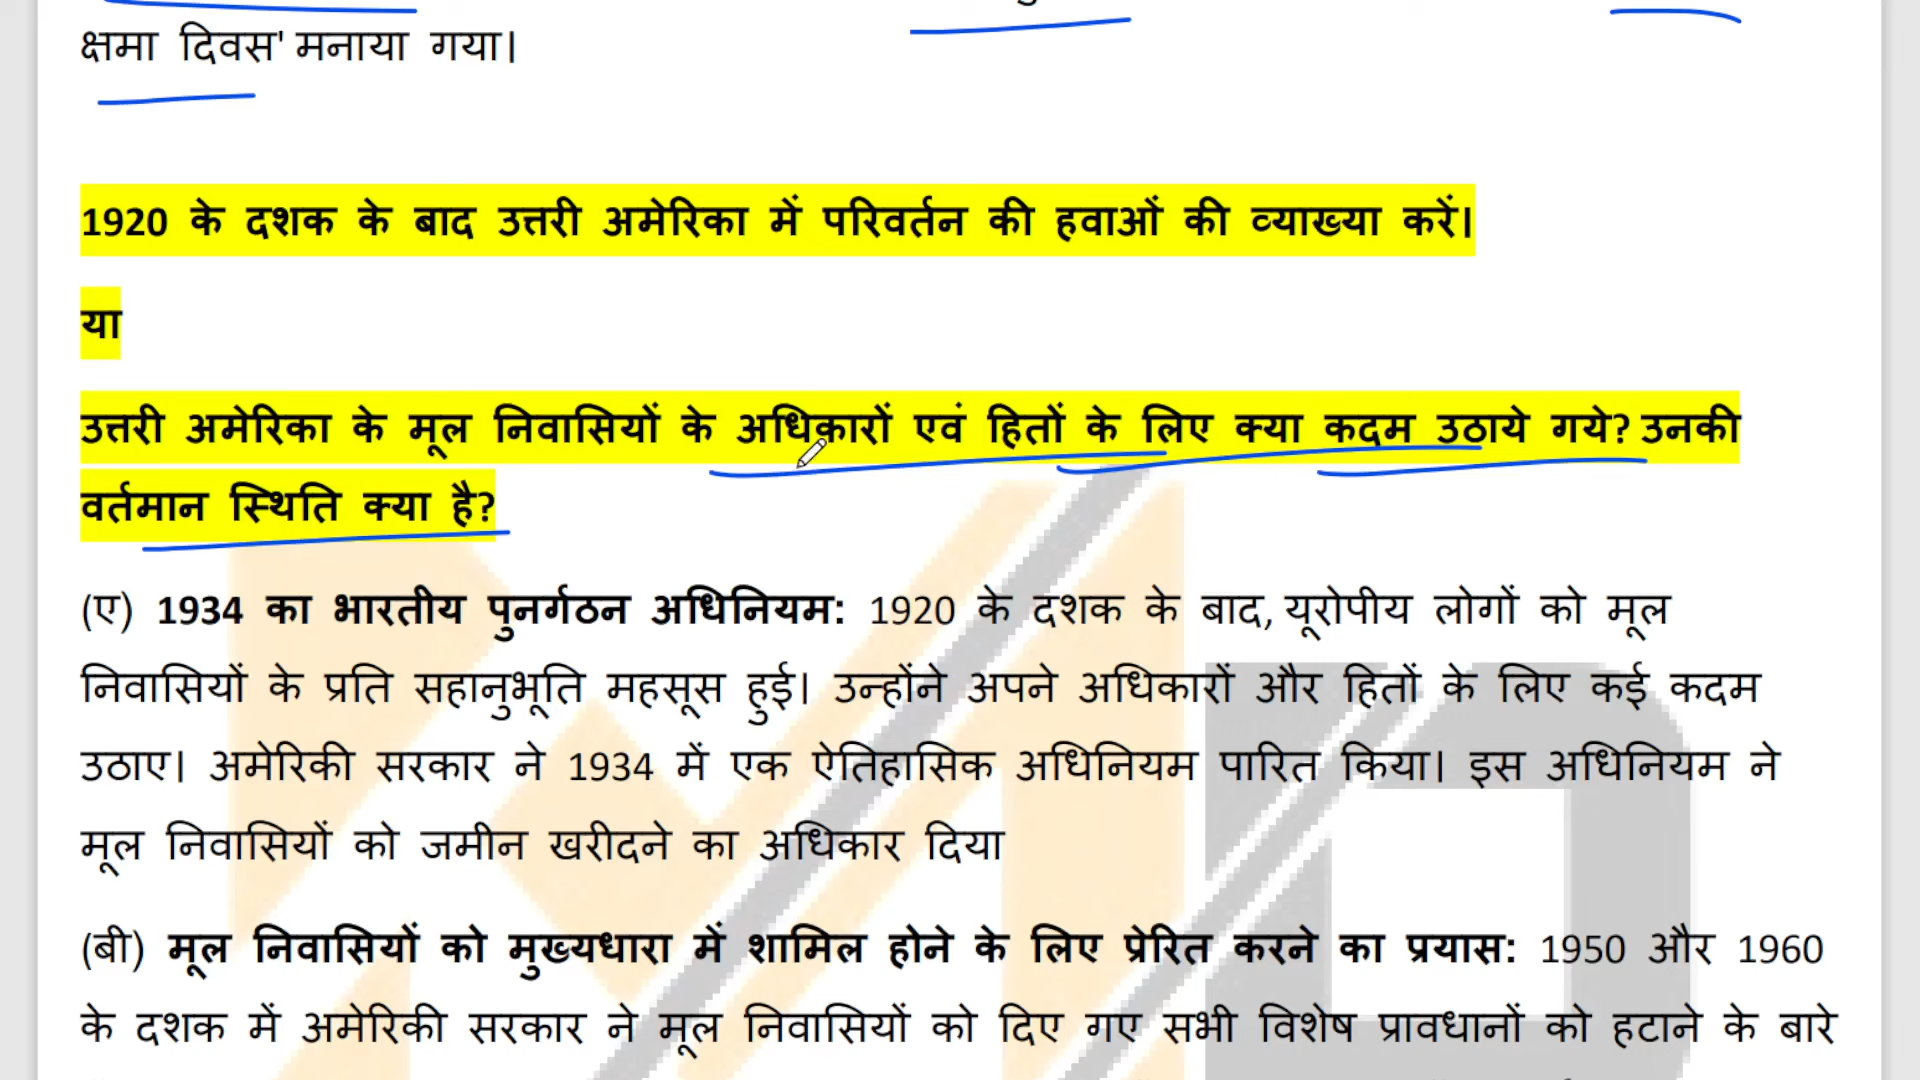 क्षमा दिवस' मनाया गया।
1920 के दशक के बाद उत्तरी अमेरिका में परिवर्तन की हवाओं की व्याख्या करें।
या
उत्तरी अमेरिका के मूल निवासियों के अधिकारों एवं हितों के लिए क्या कदम उठाये गये? उनकी
वर्तमान स्थिति क्या है?
(ए) 1934 का भारतीय पुनर्गठन अधिनियम: 1920 के दशक के बाद, यूरोपीय लोगों को मूल
निवासियों के प्रति सहानुभूति महसूस हुई। उन्होंने अपने अधिकारों और हितों के लिए कई कदम
उठाए। अमेरिकी सरकार ने 1934 में एक ऐतिहासिक अधिनियम पारित किया। इस अधिनियम ने
मूल निवासियों को जमीन खरीदने का अधिकार दिया
(बी) मूल निवासियों को मुख्यधारा में शामिल होने के लिए प्रेरित करने का प्रयास: 1950 और 1960
के दशक में अमेरिकी सरकार ने मूल निवासियों को दिए गए सभी विशेष प्रावधानों को हटाने के बारे